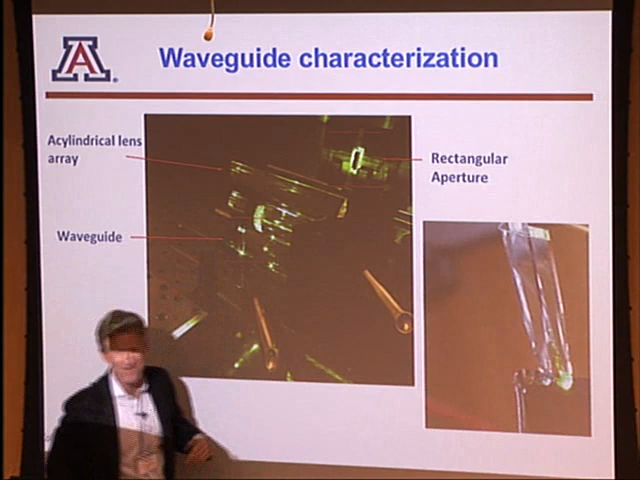 A
Waveguide characterization
Acylindrical lens
array
Rectangular
Aperture
Waveguide